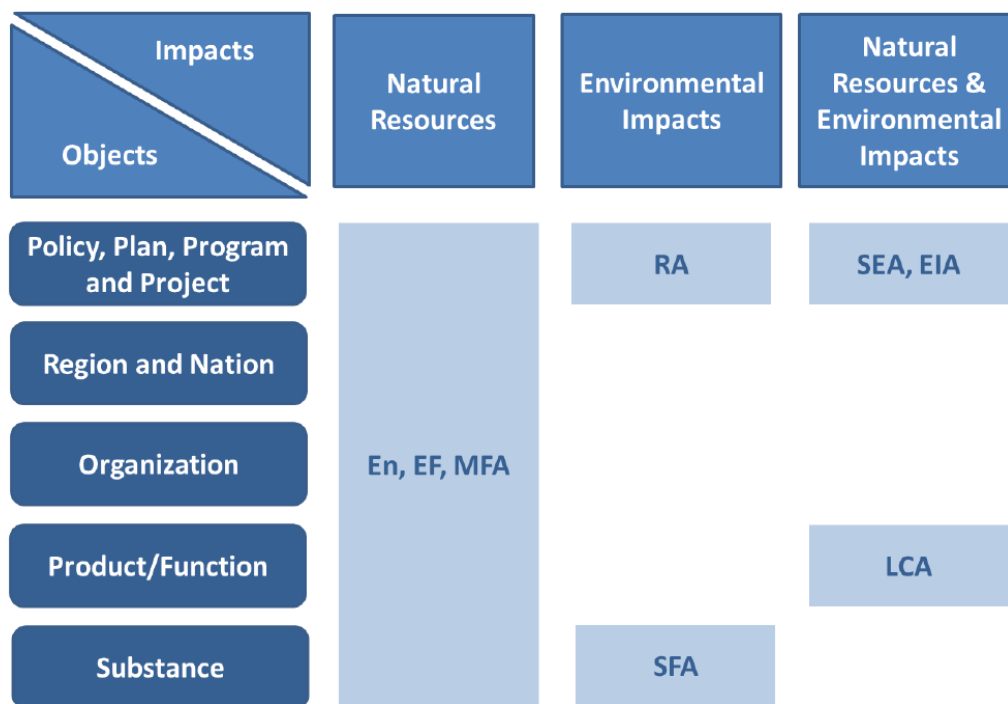 Impacts
Objects
Natural
Resources
Environmental
Impacts
Natural
Resources &
Environmental
Impacts
Policy, Plan, Program
and Project
RA
SEA, EIA
Region and Nation
Organization
En, EF, MFA
Product/Function
LCA
Substance
SFA